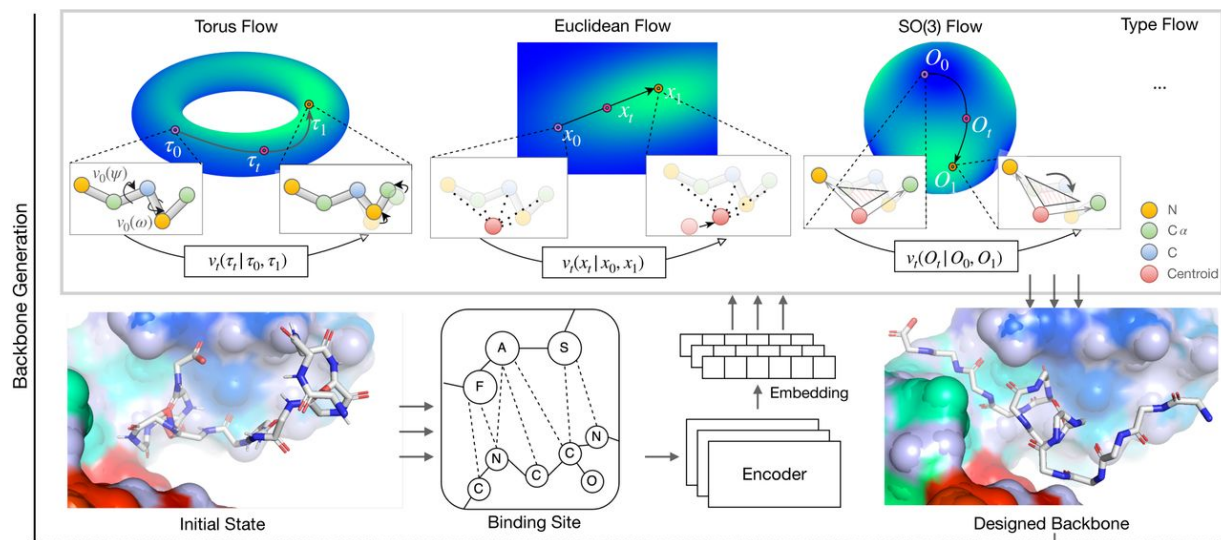 Backbone Generation
Torus Flow
Euclidean Flow
SO(3) Flow
Type Flow
...
τ₀
τₜ
τ₁
v₀(ψ)
v₀(ω)
vₜ(τₜ | τ₀, τ₁)
x₀
xₜ
x₁
vₜ(xₜ | x₀, x₁)
O₀
Oₜ
O₁
vₜ(Oₜ | O₀, O₁)
N
Cα
C
Centroid
Initial State
A
S
F
N
C
C
C
N
O
Binding Site
Embedding
Encoder
Designed Backbone